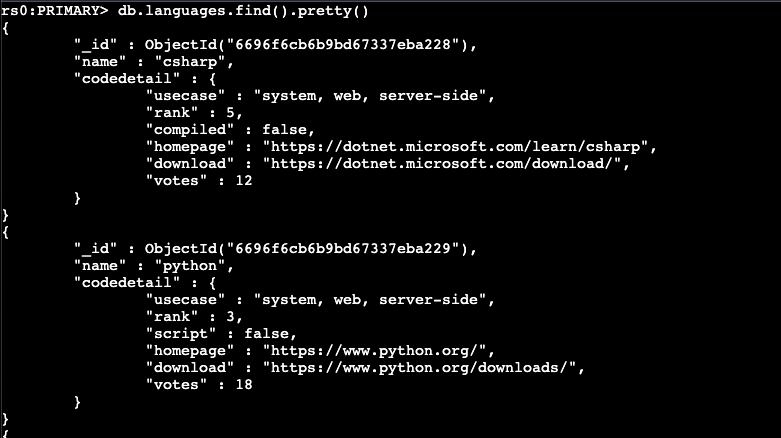 rs0:PRIMARY> db.languages.find().pretty()
{
        "_id" : ObjectId("6696f6cb6b9bd67337eba228"),
        "name" : "csharp",
        "codedetail" : {
                "usecase" : "system, web, server-side",
                "rank" : 5,
                "compiled" : false,
                "homepage" : "https://dotnet.microsoft.com/learn/csharp",
                "download" : "https://dotnet.microsoft.com/download/",
                "votes" : 12
        }
}
{
        "_id" : ObjectId("6696f6cb6b9bd67337eba229"),
        "name" : "python",
        "codedetail" : {
                "usecase" : "system, web, server-side",
                "rank" : 3,
                "script" : false,
                "homepage" : "https://www.python.org/",
                "download" : "https://www.python.org/downloads/",
                "votes" : 18
        }
}
{